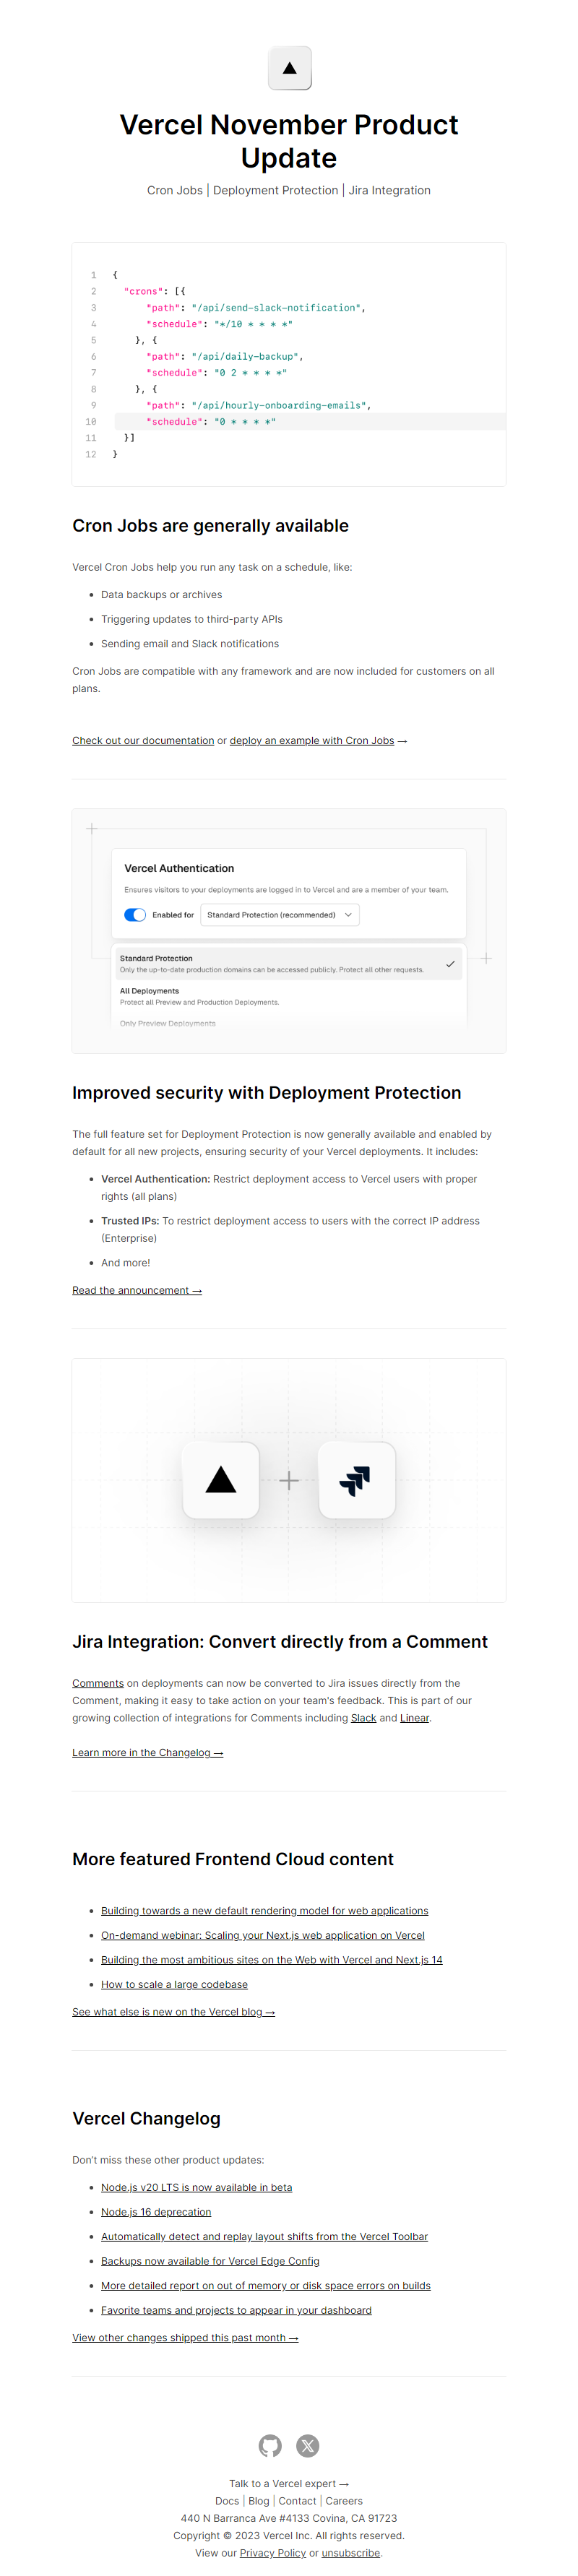 Vercel November Product
Update
Cron Jobs | Deployment Protection | Jira Integration
1 {
2 "crons": [{
3 "path": "/api/send-slack-notification",
4 "schedule": "*/10 * * * *"
5 }, {
6 "path": "/api/daily-backup",
7 "schedule": "0 2 * * * *"
8 }, {
9 "path": "/api/hourly-onboarding-emails",
10 "schedule": "0 * * * *"
11 }]
12 }
Cron Jobs are generally available
Vercel Cron Jobs help you run any task on a schedule, like:
• Data backups or archives
• Triggering updates to third-party APIs
• Sending email and Slack notifications
Cron Jobs are compatible with any framework and are now included for customers on all
plans.
Check out our documentation or deploy an example with Cron Jobs →
Vercel Authentication
Ensures visitors to your deployments are logged in to Vercel and are a member of your team.
Enabled for Standard Protection (recommended)
Standard Protection
Only the up-to-date production domains can be accessed publicly. Protect all other requests.
All Deployments
Protect all Preview and Production Deployments.
Only Preview Deployments
Improved security with Deployment Protection
The full feature set for Deployment Protection is now generally available and enabled by
default for all new projects, ensuring security of your Vercel deployments. It includes:
• Vercel Authentication: Restrict deployment access to Vercel users with proper
rights (all plans)
• Trusted IPs: To restrict deployment access to users with the correct IP address
(Enterprise)
• And more!
Read the announcement →
Jira Integration: Convert directly from a Comment
Comments on deployments can now be converted to Jira issues directly from the
Comment, making it easy to take action on your team's feedback. This is part of our
growing collection of integrations for Comments including Slack and Linear.
Learn more in the Changelog →
More featured Frontend Cloud content
• Building towards a new default rendering model for web applications
• On-demand webinar: Scaling your Next.js web application on Vercel
• Building the most ambitious sites on the Web with Vercel and Next.js 14
• How to scale a large codebase
See what else is new on the Vercel blog →
Vercel Changelog
Don't miss these other product updates:
• Node.js v20 LTS is now available in beta
• Node.js 16 deprecation
• Automatically detect and replay layout shifts from the Vercel Toolbar
• Backups now available for Vercel Edge Config
• More detailed report on out of memory or disk space errors on builds
• Favorite teams and projects to appear in your dashboard
View other changes shipped this past month →
Talk to a Vercel expert →
Docs | Blog | Contact | Careers
440 N Barranca Ave #4133 Covina, CA 91723
Copyright © 2023 Vercel Inc. All rights reserved.
View our Privacy Policy or unsubscribe.